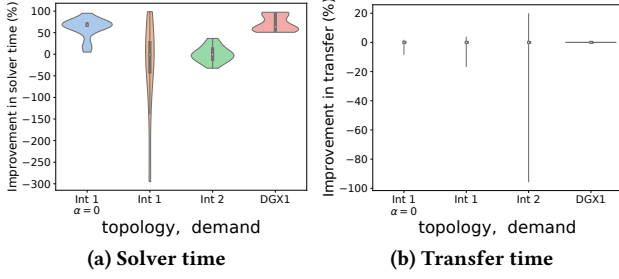 Improvement in solver time (%)
100
50
0
−50
−100
−150
−200
−250
−300
Int 1
α = 0
Int 1
Int 2
DGX1
topology, demand
(a) Solver time
Improvement in transfer (%)
20
0
−20
−40
−60
−80
−100
Int 1
α = 0
Int 1
Int 2
DGX1
topology, demand
(b) Transfer time